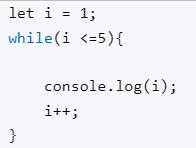 let i = 1;
while(i <=5){
    console.log(i);
    i++;
}